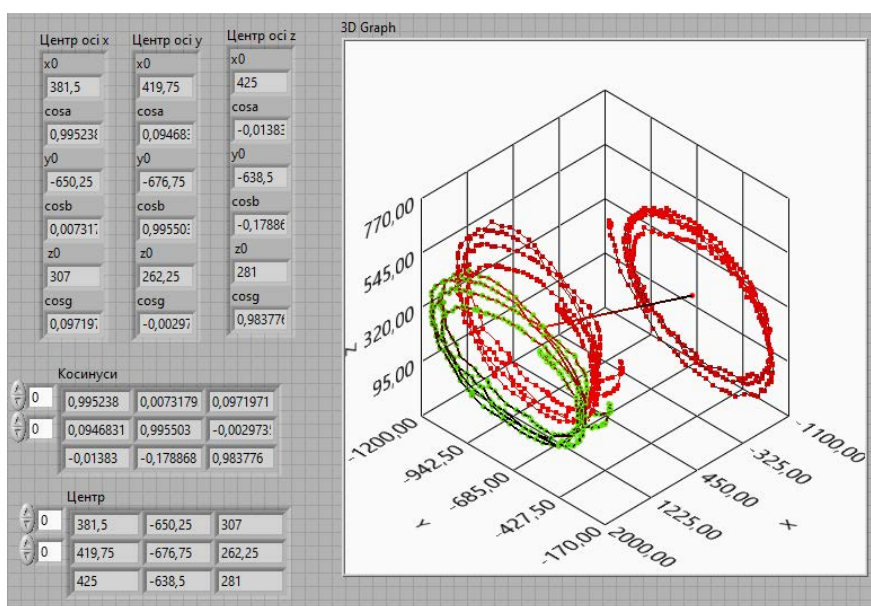 Центр осі x
x0
381,5
cosa
0,995238
y0
-650,25
cosb
0,007317
z0
307
cosg
0,097197
Центр осі y
x0
419,75
cosa
0,09468
y0
-676,75
cosb
0,99550
z0
262,25
cosg
-0,00297
Центр осі z
x0
425
cosa
-0,0138
y0
-638,5
cosb
-0,17886
z0
281
cosg
0,983776
3D Graph
770,00
545,00
320,00
95,00
Z
-1200,00
-942,50
-685,00
-427,50
-170,00
Y
-1100,00
-325,00
450,00
1225,00
2000,00
X
Косинуси
0 0,995238 0,0073179 0,0971971
0 0,0946831 0,995503 -0,002973
-0,01383 -0,178868 0,983776
Центр
0 381,5 -650,25 307
0 419,75 -676,75 262,25
425 -638,5 281